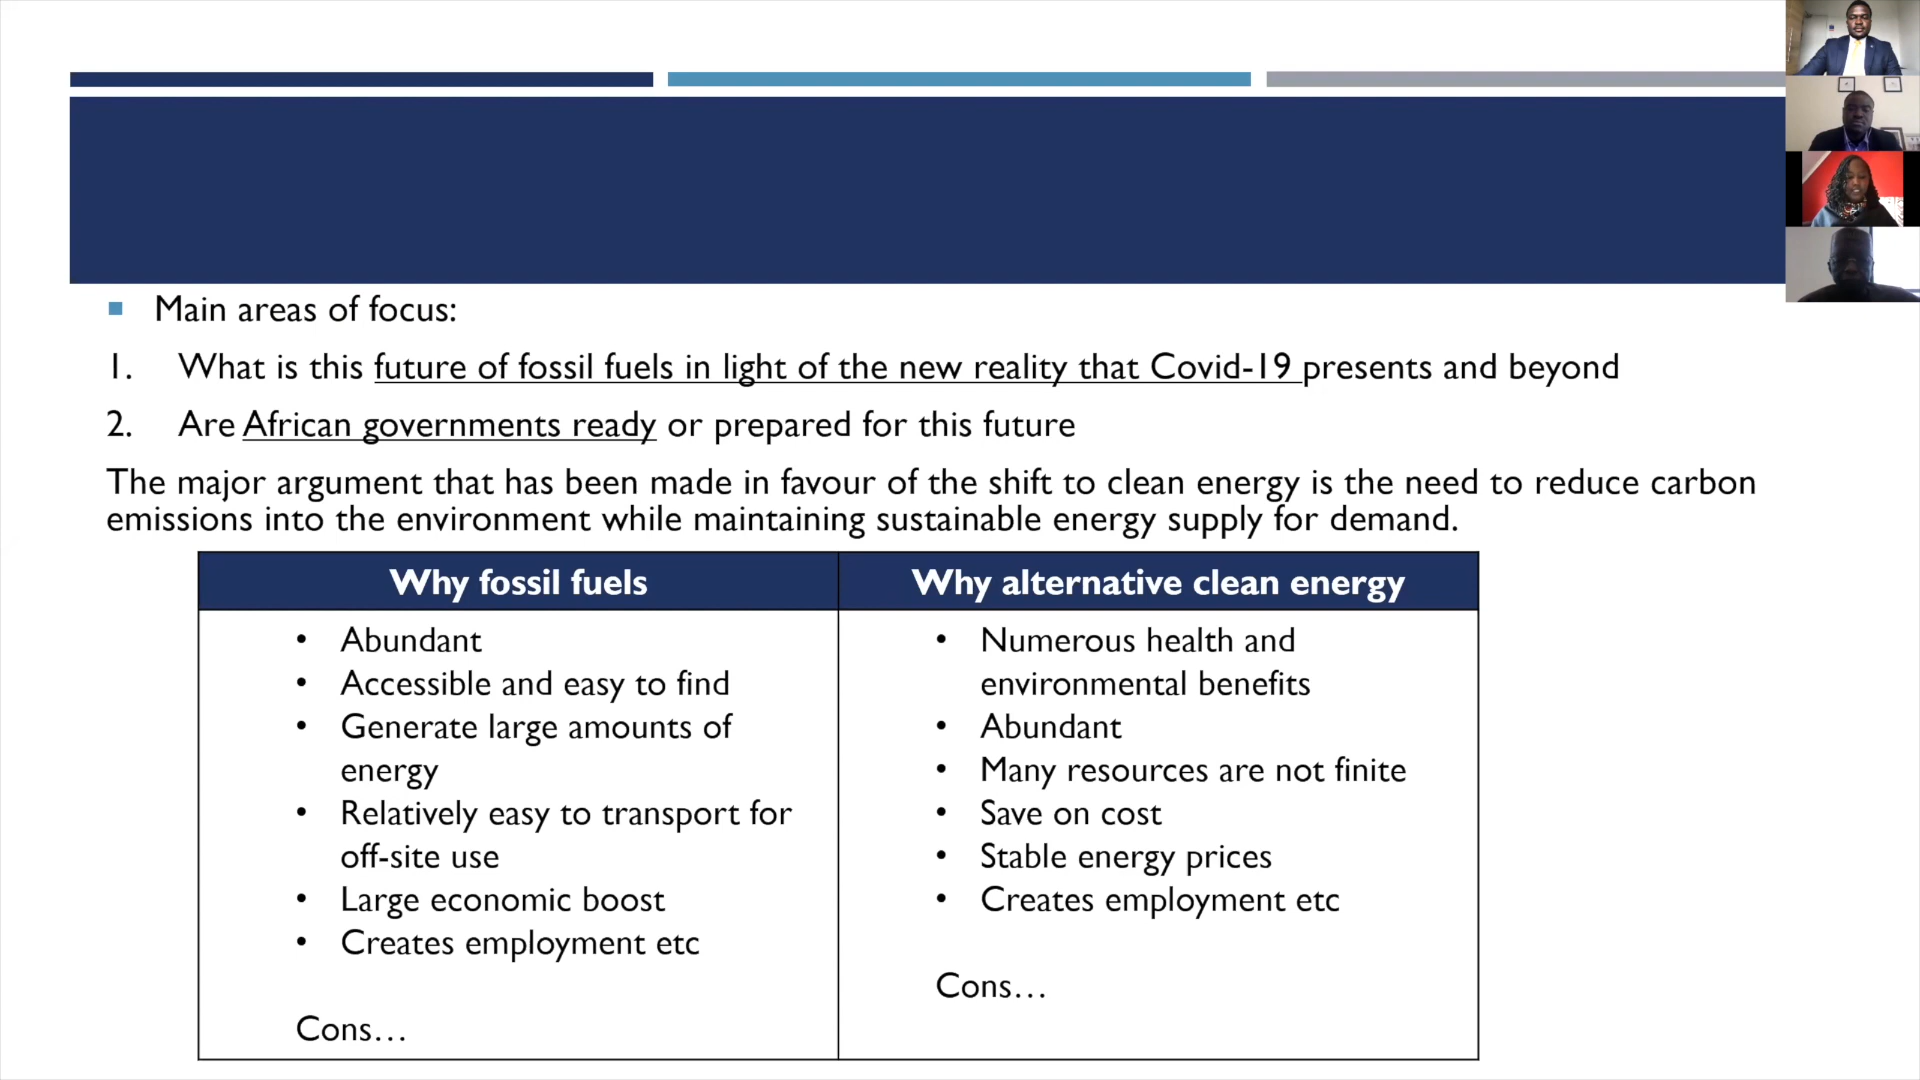 Main areas of focus:
1. What is this future of fossil fuels in light of the new reality that Covid-19 presents and beyond
2. Are African governments ready or prepared for this future
The major argument that has been made in favour of the shift to clean energy is the need to reduce carbon
emissions into the environment while maintaining sustainable energy supply for demand.
Why fossil fuels
• Abundant
• Accessible and easy to find
• Generate large amounts of
energy
• Relatively easy to transport for
off-site use
• Large economic boost
• Creates employment etc
Cons…
Why alternative clean energy
• Numerous health and
environmental benefits
• Abundant
• Many resources are not finite
• Save on cost
• Stable energy prices
• Creates employment etc
Cons…